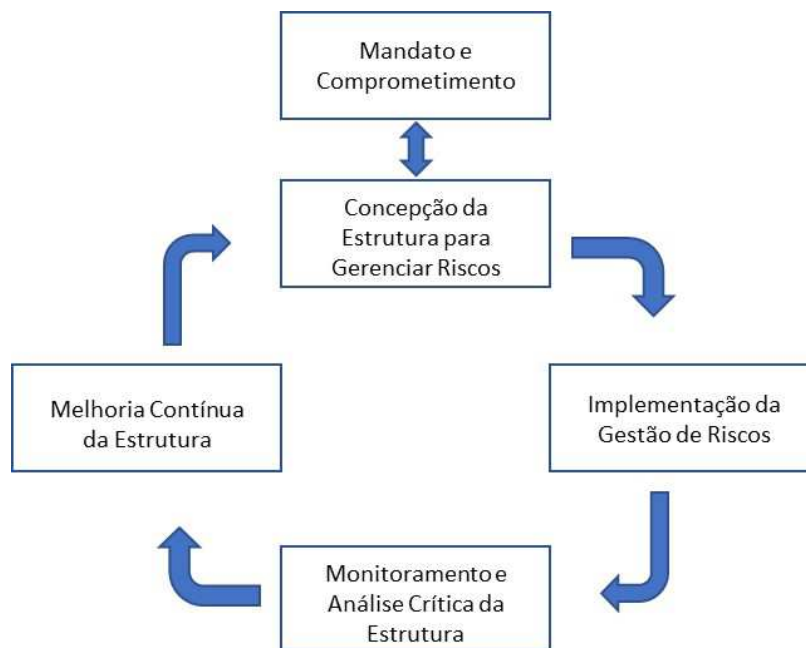 Mandato e
Comprometimento
Concepção da
Estrutura para
Gerenciar Riscos
Melhoria Contínua
da Estrutura
Implementação da
Gestão de Riscos
Monitoramento e
Análise Crítica da
Estrutura